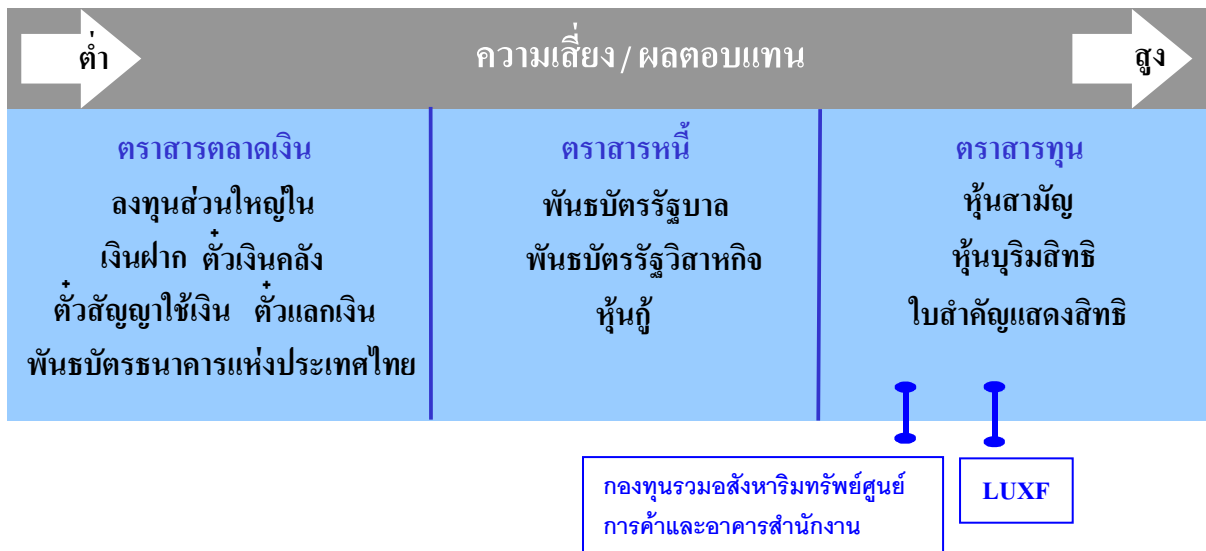 ต่ำ
ความเสี่ยง / ผลตอบแทน
สูง
ตราสารตลาดเงิน
ลงทุนส่วนใหญ่ใน
เงินฝาก ตั๋วเงินคลัง
ตั๋วสัญญาใช้เงิน ตั๋วแลกเงิน
พันธบัตรธนาคารแห่งประเทศไทย
ตราสารหนี้
พันธบัตรรัฐบาล
พันธบัตรรัฐวิสาหกิจ
หุ้นกู้
ตราสารทุน
หุ้นสามัญ
หุ้นบุริมสิทธิ
ใบสำคัญแสดงสิทธิ
กองทุนรวมอสังหาริมทรัพย์ศูนย์
การค้าและอาคารสำนักงาน
LUXF